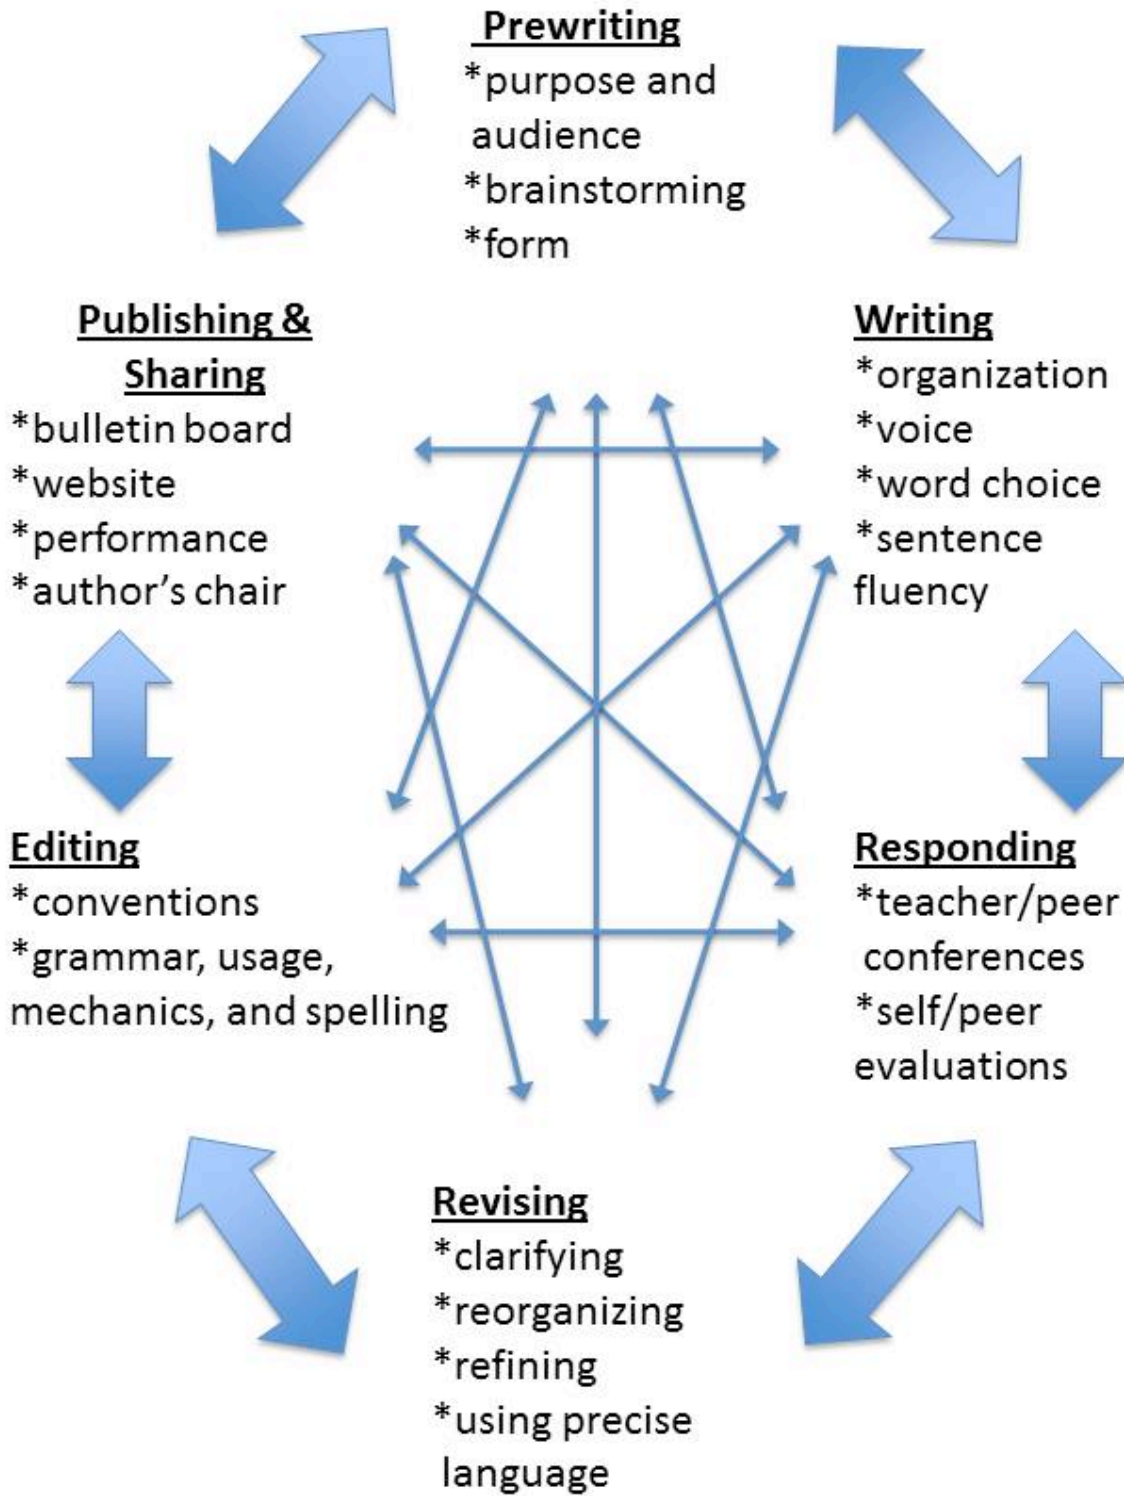 Prewriting
*purpose and
audience
*brainstorming
*form
Publishing &
Sharing
*bulletin board
*website
*performance
*author's chair
Writing
*organization
*voice
*word choice
*sentence
fluency
Editing
*conventions
*grammar, usage,
mechanics, and spelling
Responding
*teacher/peer
conferences
*self/peer
evaluations
Revising
*clarifying
*reorganizing
*refining
*using precise
language